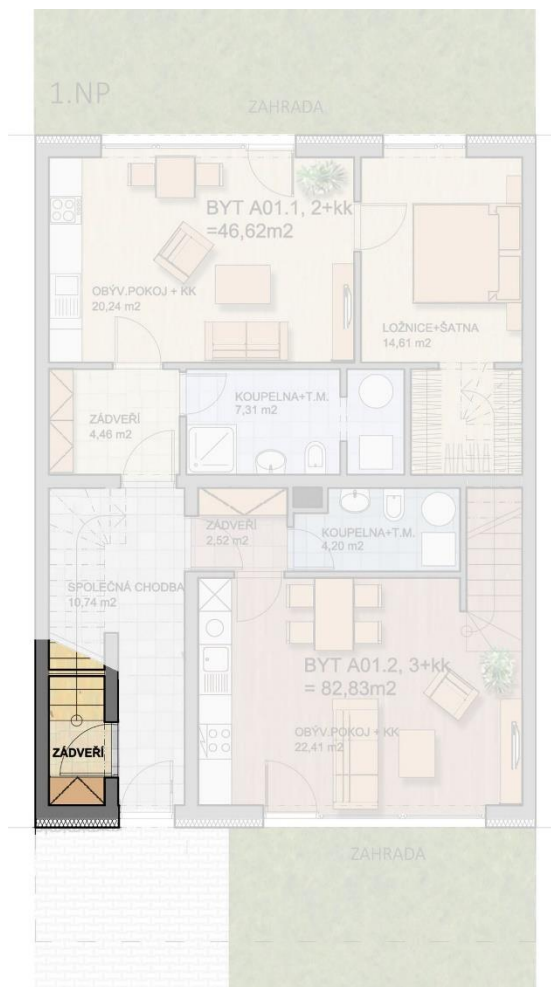 1.NP
ZAHRADA
BYT A01.1, 2+kk
=46,62m2
OBÝV.POKOJ + KK
20,24 m2
LOŽNICE+ŠATNA
14,61 m2
KOUPELNA+T.M.
7,31 m2
ZÁDVEŘÍ
4,46 m2
ZÁDVEŘÍ
2,52 m2
KOUPELNA+T.M.
4,20 m2
SPOLEČNÁ CHODBA
10,74 m2
BYT A01.2, 3+kk
= 82,83m2
OBÝV.POKOJ + KK
22,41 m2
ZÁDVEŘÍ
ZAHRADA